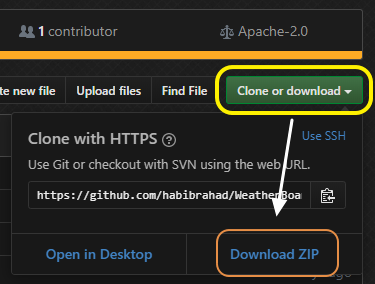 1 contributor
Apache-2.0
new file
Upload files
Find File
Clone or download
Clone with HTTPS
Use SSH
Use Git or checkout with SVN using the web URL.
https://github.com/habibrahad/WeatherBoa
Open in Desktop
Download ZIP